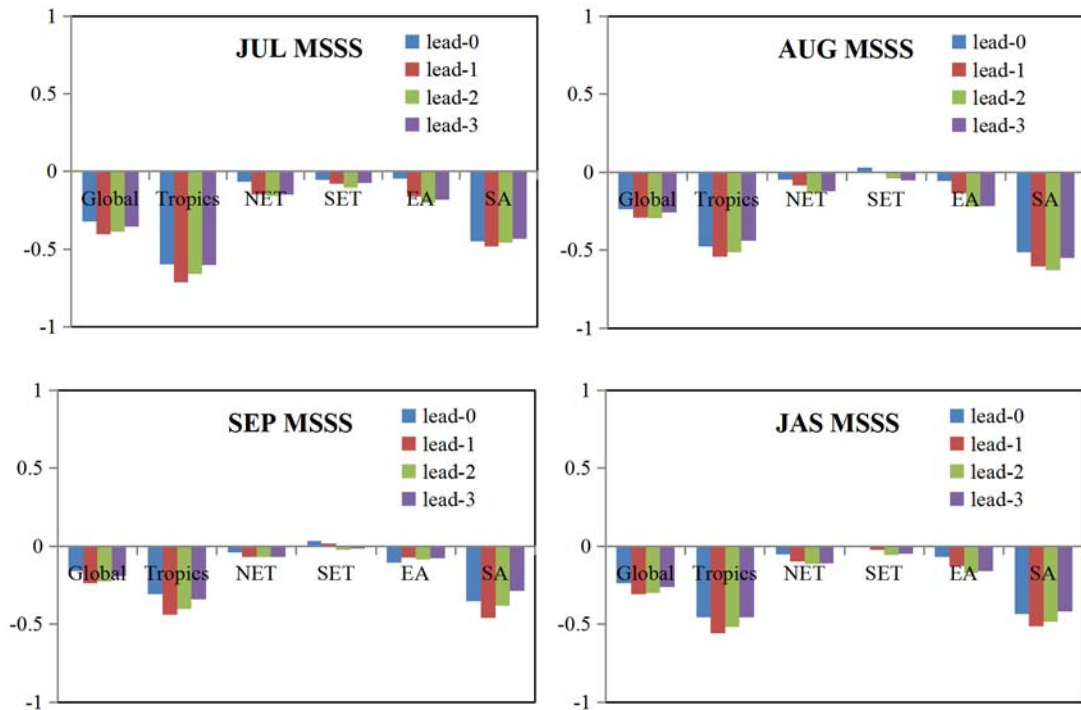 1
0.5
0
-0.5
-1
JUL MSSS
lead-0
lead-1
lead-2
lead-3
Global Tropics NET SET EA SA
1
0.5
0
-0.5
-1
AUG MSSS
lead-0
lead-1
lead-2
lead-3
Global Tropics NET SET EA SA
1
0.5
0
-0.5
-1
SEP MSSS
lead-0
lead-1
lead-2
lead-3
Global Tropics NET SET EA SA
1
0.5
0
-0.5
-1
JAS MSSS
lead-0
lead-1
lead-2
lead-3
Global Tropics NET SET EA SA